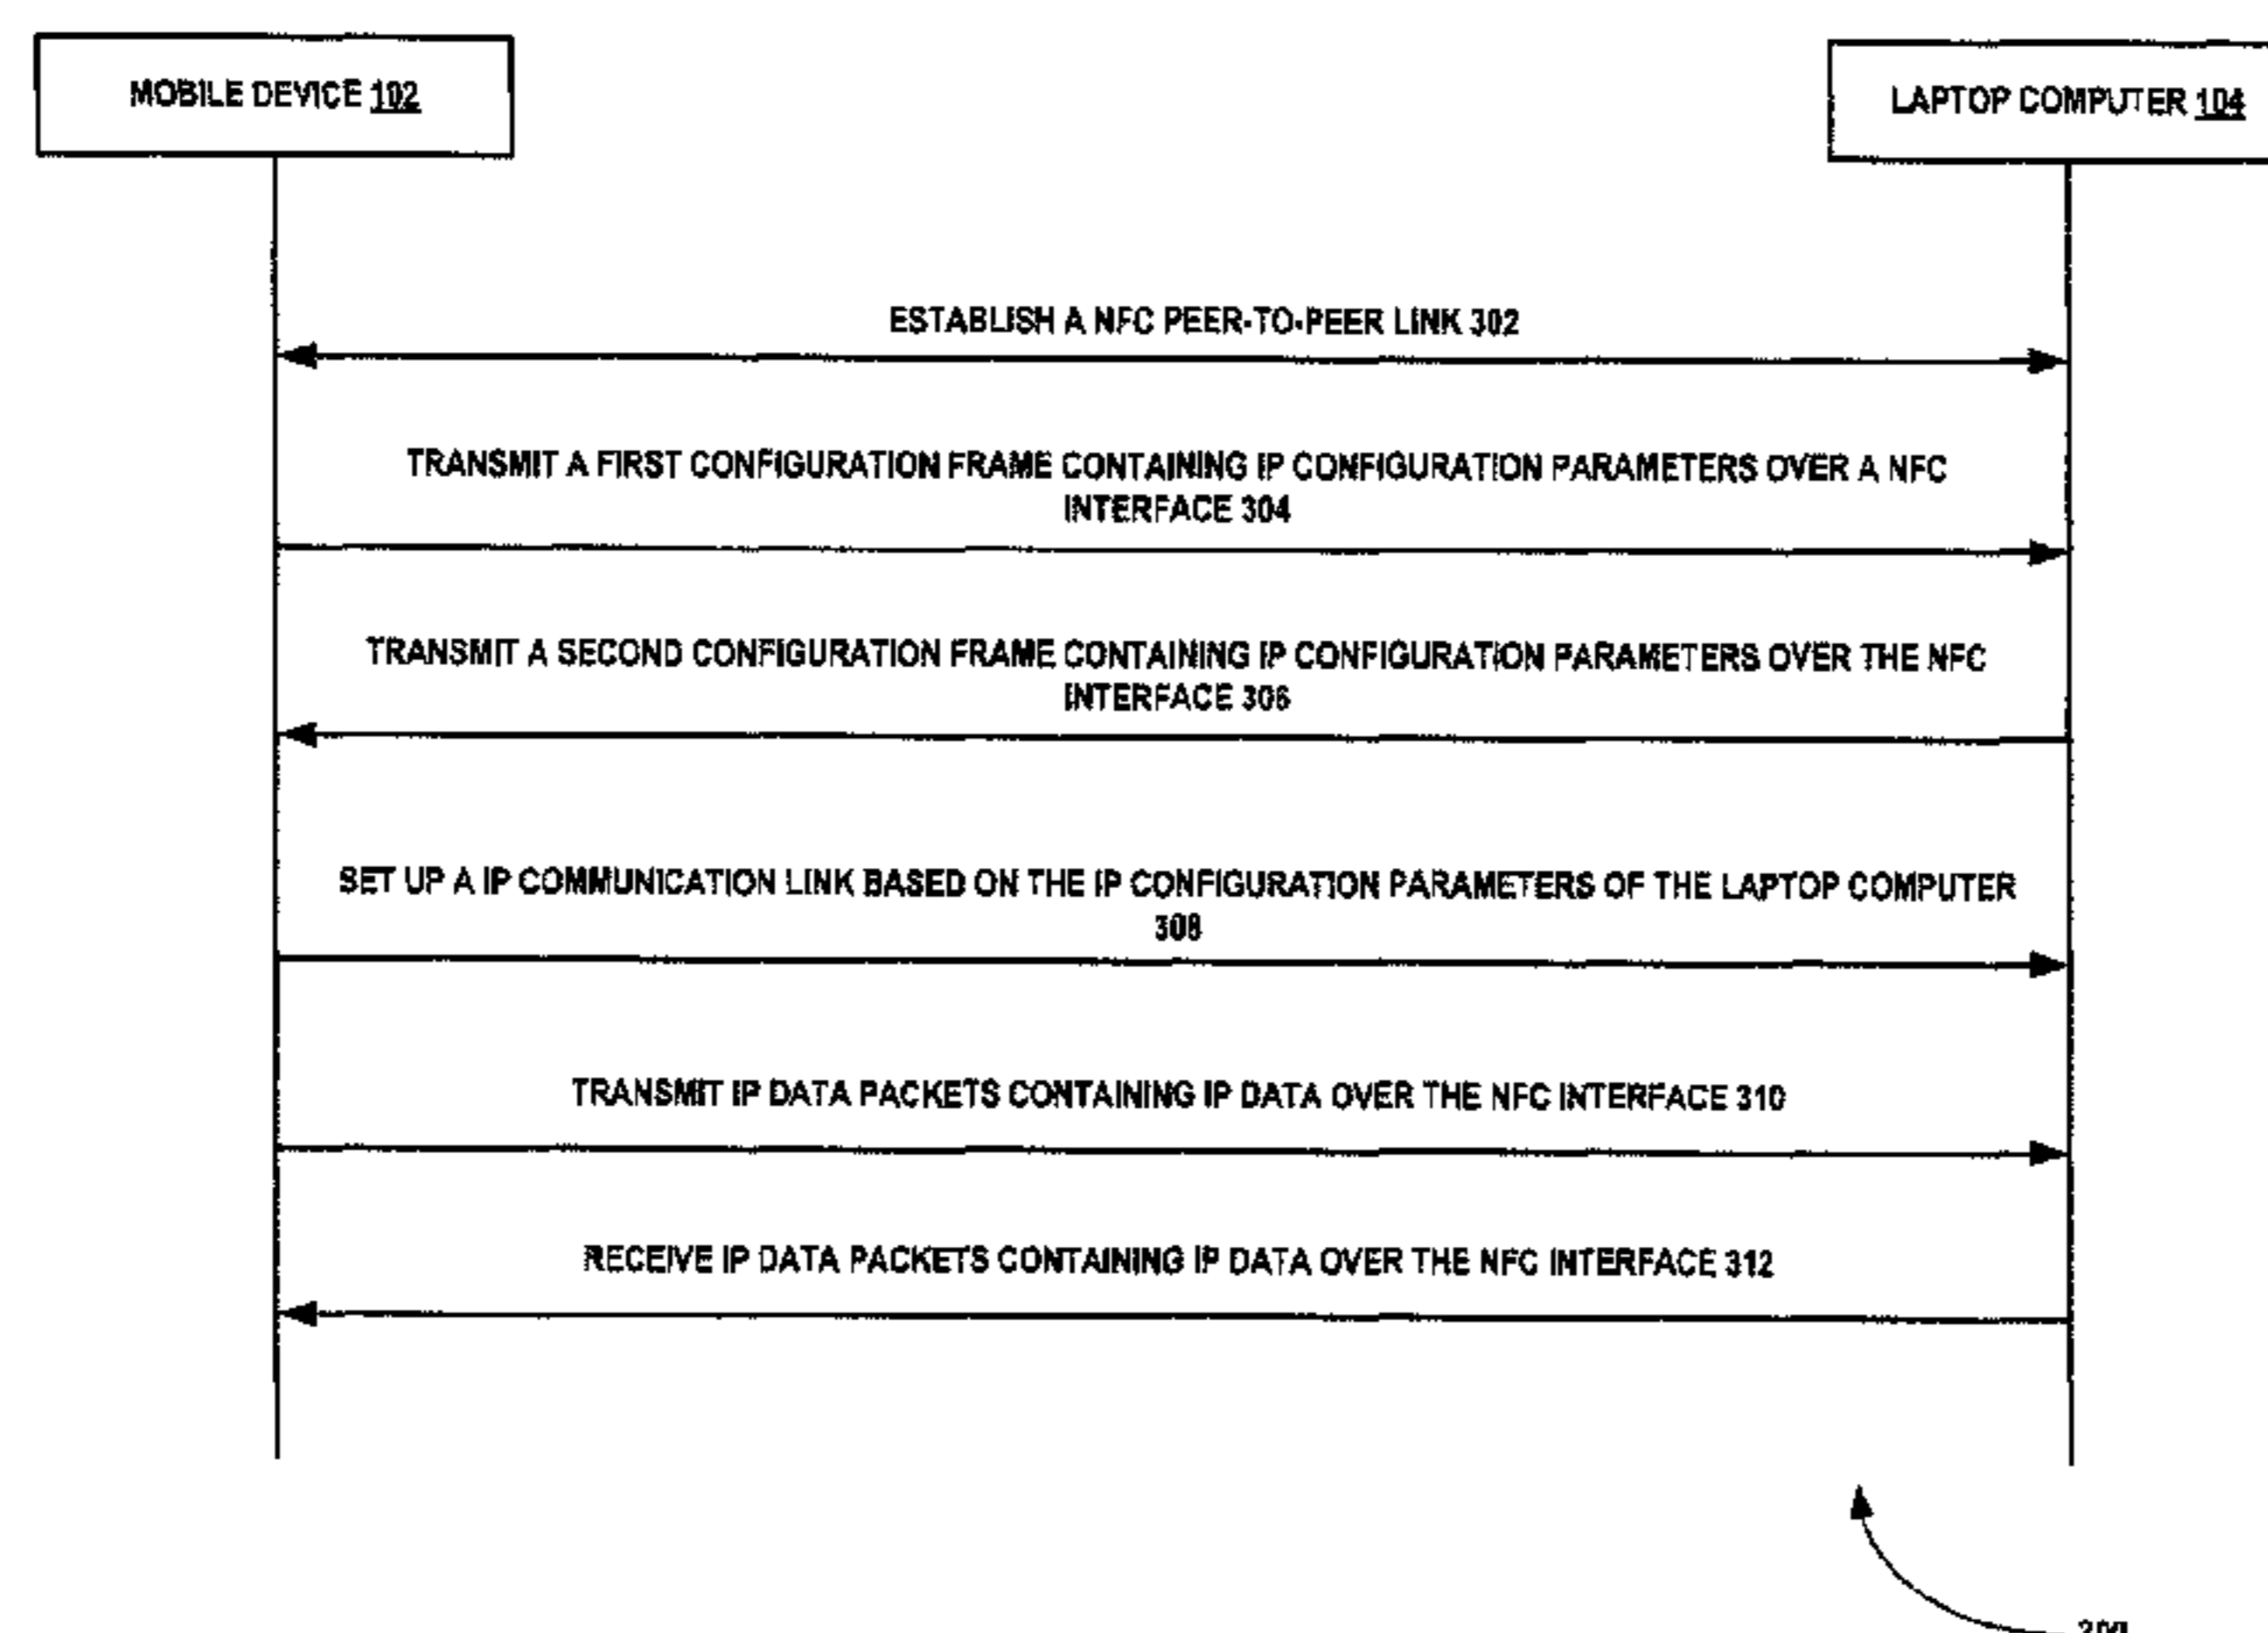 MOBILE DEVICE 102
LAPTOP COMPUTER 104
ESTABLISH A NFC PEER-TO-PEER LINK 302
TRANSMIT A FIRST CONFIGURATION FRAME CONTAINING IP CONFIGURATION PARAMETERS OVER A NFC
INTERFACE 304
TRANSMIT A SECOND CONFIGURATION FRAME CONTAINING IP CONFIGURATION PARAMETERS OVER THE NFC
INTERFACE 306
SET UP A IP COMMUNICATION LINK BASED ON THE IP CONFIGURATION PARAMETERS OF THE LAPTOP COMPUTER
308
TRANSMIT IP DATA PACKETS CONTAINING IP DATA OVER THE NFC INTERFACE 310
RECEIVE IP DATA PACKETS CONTAINING IP DATA OVER THE NFC INTERFACE 312